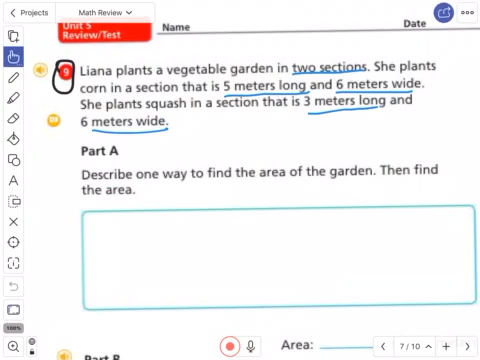 Projects
Math Review
Unit 5
Review/Test
Name
Date
9
Liana plants a vegetable garden in two sections. She plants
corn in a section that is 5 meters long and 6 meters wide.
She plants squash in a section that is 3 meters long and
6 meters wide.
Part A
Describe one way to find the area of the garden. Then find
the area.
Area:
Part B
100%
7 / 10